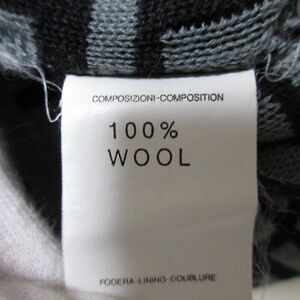 COMPOSIZIONI-COMPOSITION
100%
WOOL
FODERA-LINING-DOUBLURE